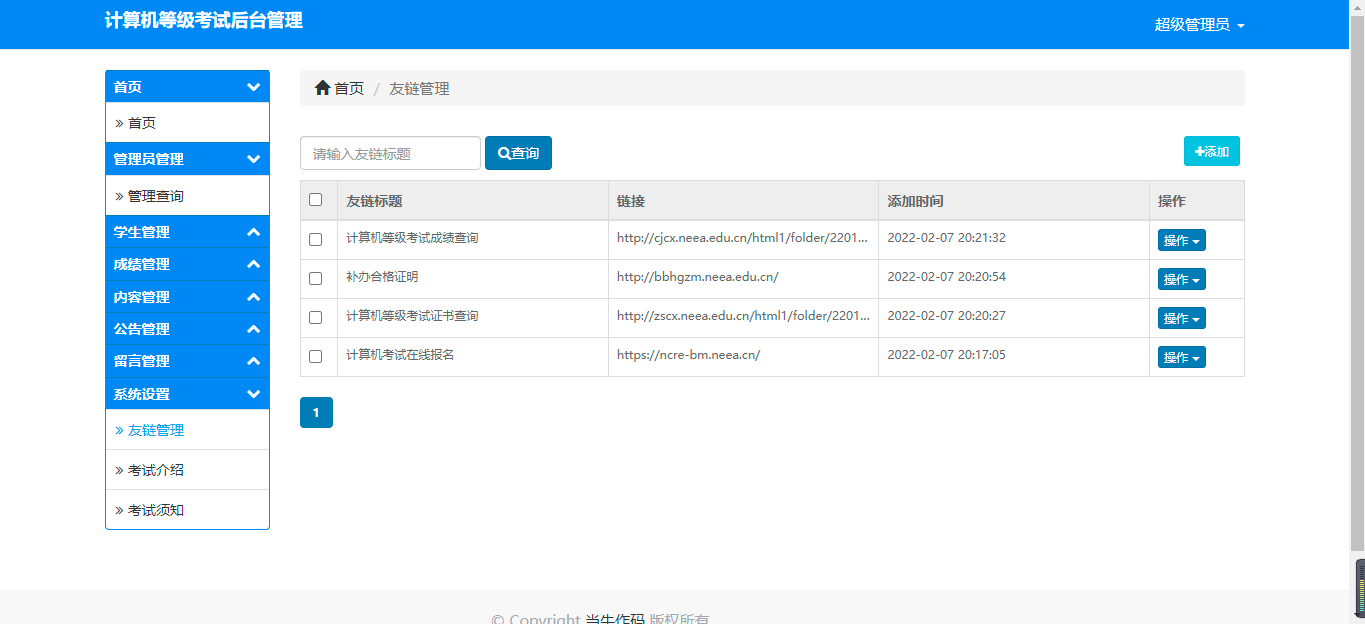 计算机等级考试后台管理
超级管理员
首页
首页
管理员管理
管理查询
学生管理
成绩管理
内容管理
公告管理
留言管理
系统设置
友链管理
考试介绍
考试须知
首页 / 友链管理
请输入友链标题 查询 添加
友链标题 链接 添加时间 操作
计算机等级考试成绩查询 http://cjcx.neea.edu.cn/html1/folder/2201... 2022-02-07 20:21:32 操作
补办合格证明 http://bbhgzm.neea.edu.cn/ 2022-02-07 20:20:54 操作
计算机等级考试证书查询 http://zscx.neea.edu.cn/html1/folder/2201... 2022-02-07 20:20:27 操作
计算机考试在线报名 https://ncre-bm.neea.cn/ 2022-02-07 20:17:05 操作
1
© Copyright 当牛作码 版权所有